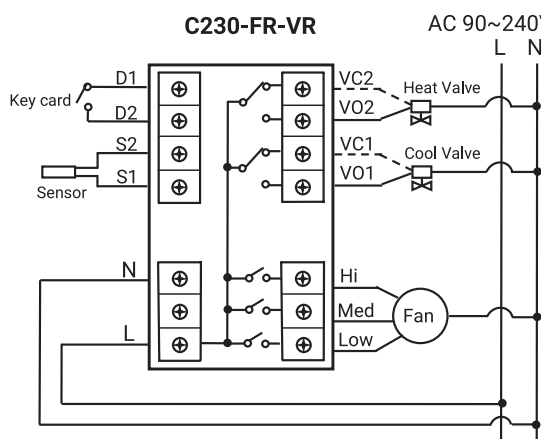 C230-FR-VR
AC 90~240V
L N
D1
VC2
Heat Valve
Key card
D2
VO2
S2
VC1
Cool Valve
S1
VO1
Sensor
N
Hi
Med
Fan
L
Low